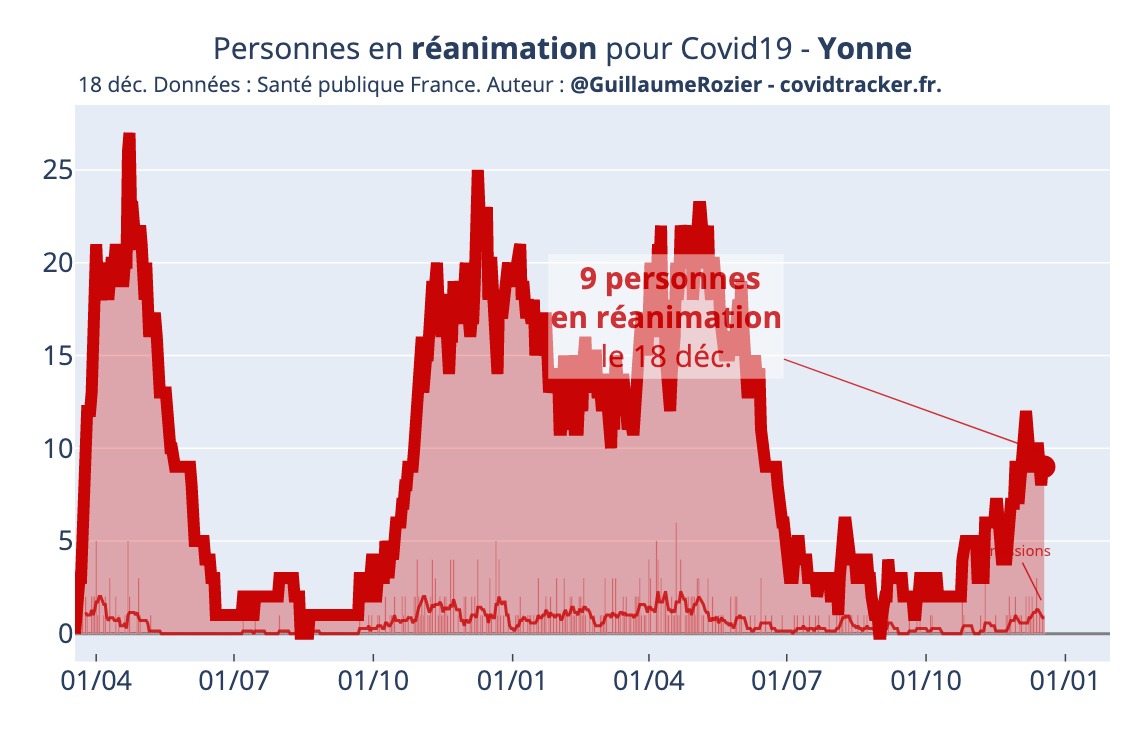 Personnes en réanimation pour Covid19 - Yonne
18 déc. Données : Santé publique France. Auteur : @GuillaumeRozier - covidtracker.fr.
25
20
15
10
5
0
9 personnes
en réanimation
le 18 déc.
01/04
01/07
01/10
01/01
01/04
01/07
01/10
01/01